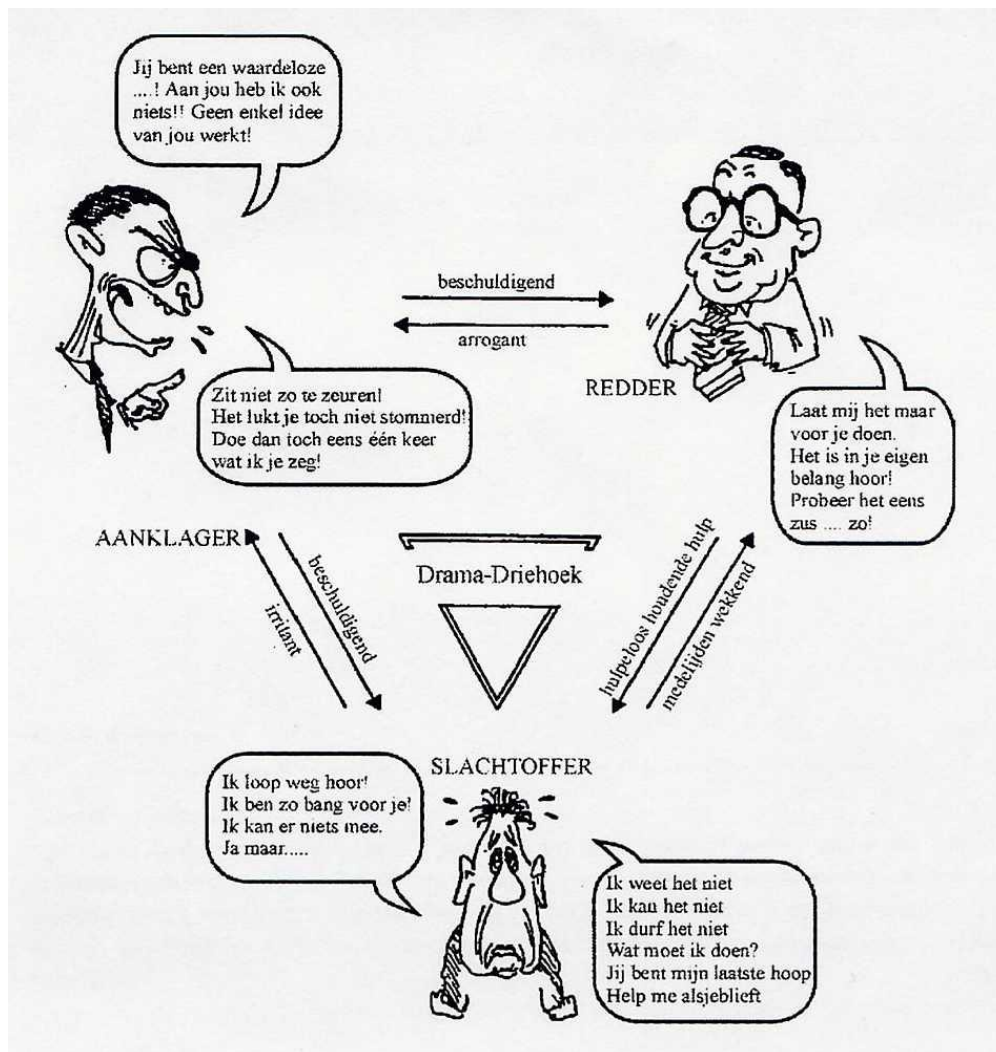 Jij bent een waardeloze
....! Aan jou heb ik ook
niets!! Geen enkel idee
van jou werkt!
beschuldigend
arrogant
REDDER
Zit niet zo te zeuren!
Het lukt je toch niet stommerd!
Doe dan toch eens één keer
wat ik je zeg!
Laat mij het maar
voor je doen.
Het is in je eigen
belang hoor!
Probeer het eens
zus .... zo!
AANKLAGER
Drama-Driehoek
beschuldigend
irritant
hulpeloos houdende hulp
medelijden wekkend
SLACHTOFFER
Ik loop weg hoor!
Ik ben zo bang voor je!
Ik kan er niets mee.
Ja maar.....
Ik weet het niet
Ik kan het niet
Ik durf het niet
Wat moet ik doen?
Jij bent mijn laatste hoop
Help me alsjeblieft